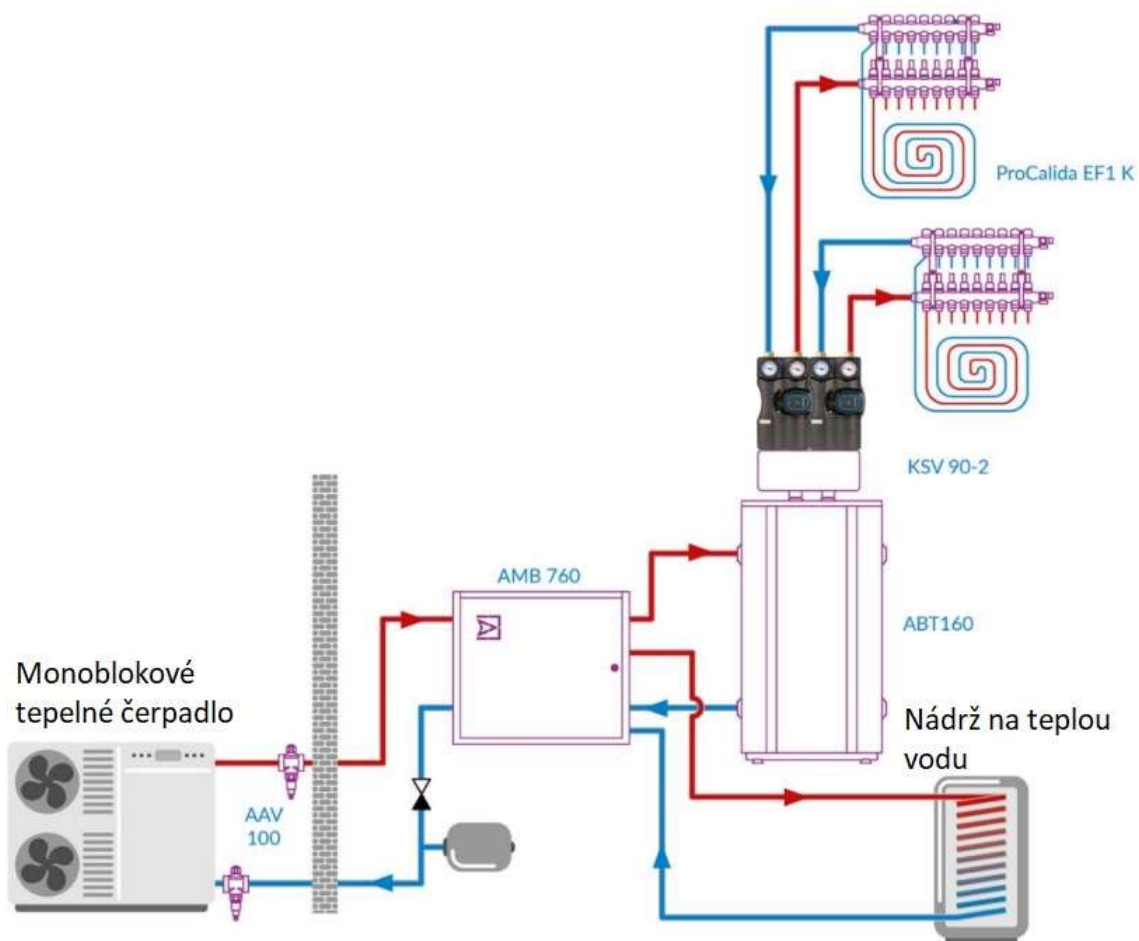 ProCalida EF1 K
KSV 90-2
AMB 760
ABT160
Monoblokové
tepelné čerpadlo
Nádrž na teplou
vodu
AAV
100